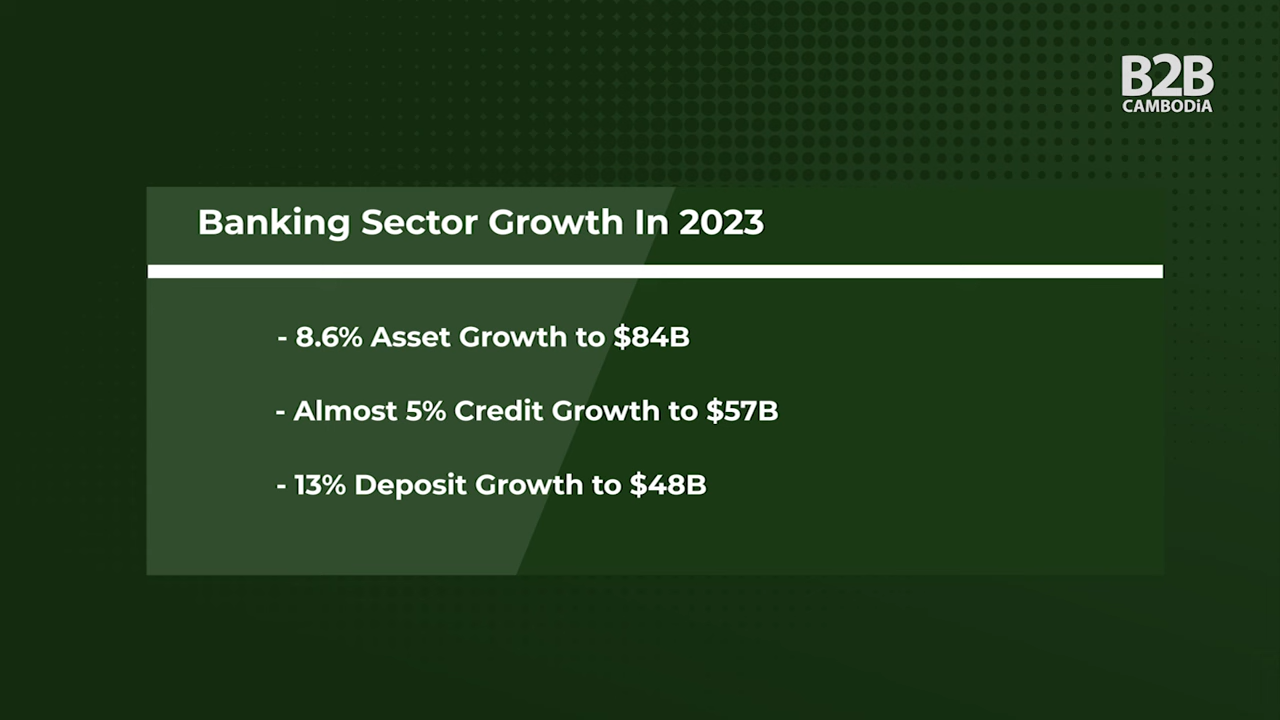 B2B
CAMBODiA
Banking Sector Growth In 2023
- 8.6% Asset Growth to $84B
- Almost 5% Credit Growth to $57B
- 13% Deposit Growth to $48B